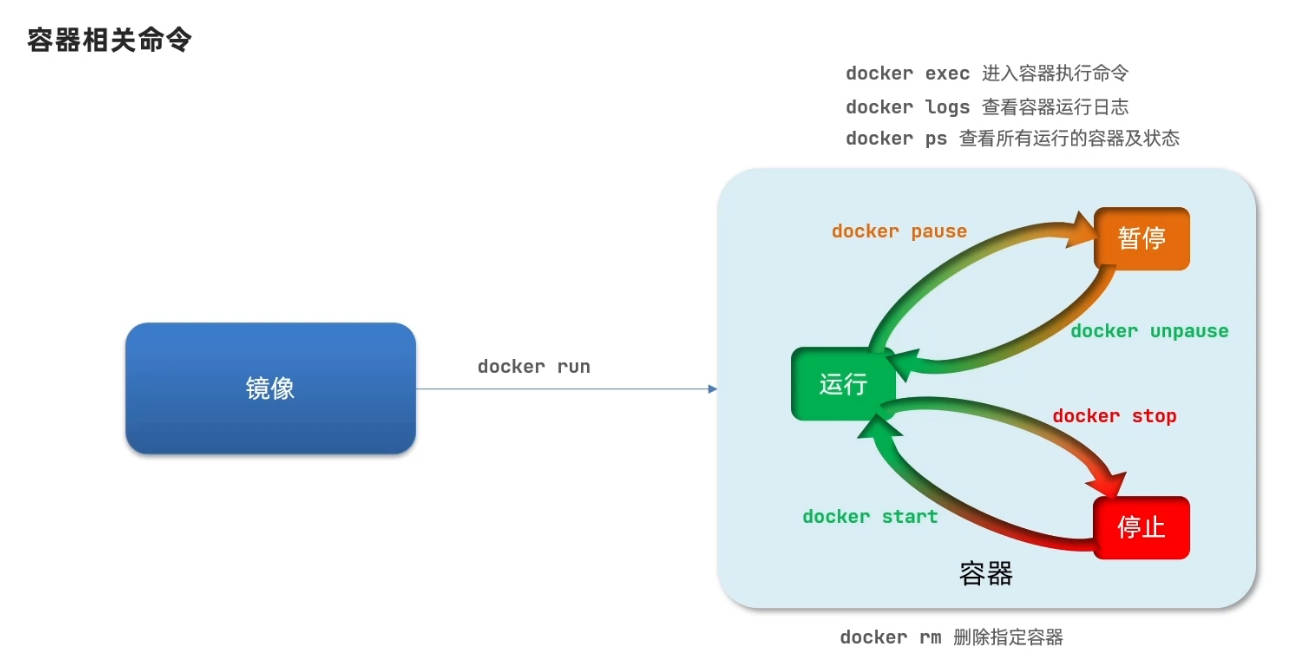 容器相关命令
docker exec 进入容器执行命令
docker logs 查看容器运行日志
docker ps 查看所有运行的容器及状态
docker pause
暂停
docker unpause
镜像
docker run
运行
docker stop
docker start
停止
容器
docker rm 删除指定容器